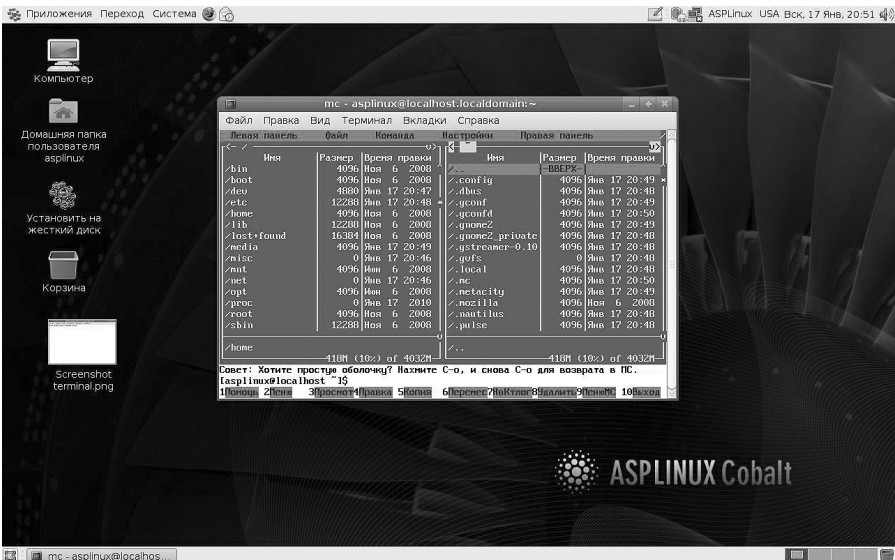 Приложения Переход Система
ASPLinux USA Вск, 17 Янв, 20:51
Компьютер
Домашняя папка
пользователя
asplinux
Установить на
жесткий диск
Корзина
Screenshot
terminal.png
mc - asplinux@localhost.localdomain:~
Файл Правка Вид Терминал Вкладки Справка
Левая панель Файл Команда Настройки Правая панель
Имя Размер Время правки
/bin 4096 Ноя 6 2008
/boot 4096 Ноя 6 2008
/dev 4880 Янв 17 20:47
/etc 12288 Янв 17 20:48
/home 4096 Ноя 6 2008
/lib 12288 Ноя 6 2008
/lost+found 16384 Ноя 6 2008
/media 4096 Янв 17 20:49
/misc 0 Янв 17 20:46
/mnt 4096 Июн 6 2008
/net 0 Янв 17 20:46
/opt 4096 Июн 6 2008
/proc 0 Янв 17 2010
/root 4096 Ноя 6 2008
/sbin 12288 Ноя 6 2008
/home
418M (10%) of 4032M
~
Имя Размер Время правки
/.. -ВВЕРХ-
/.config 4096 Янв 17 20:49
/.dbus 4096 Янв 17 20:48
/.gconf 4096 Янв 17 20:49
/.gconfd 4096 Янв 17 20:50
/.gnome2 4096 Янв 17 20:49
/.gnome2_private 4096 Янв 17 20:48
/.gstreamer-0.10 4096 Янв 17 20:48
/.gvfs 0 Янв 17 20:48
/.local 4096 Янв 17 20:48
/.mc 4096 Янв 17 20:50
/.metacity 4096 Янв 17 20:49
/.mozilla 4096 Ноя 6 2008
/.nautilus 4096 Янв 17 20:48
/.pulse 4096 Янв 17 20:48
/..
418M (10%) of 4032M
Совет: Хотите простую оболочку? Нажмите C-o, и снова C-o для возврата в MC.
[asplinux@localhost ~]$
1Помощь 2Меню 3Просмот4Правка 5Копия 6Перемес7НвКтлог8Удалить9МенюMC 10Выход
ASPLINUX Cobalt
mc - asplinux@localhos...